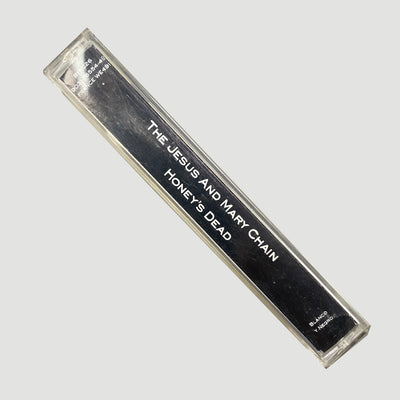 THE JESUS AND MARY CHAIN
HONEY'S DEAD
BLANCO
Y NEGRO